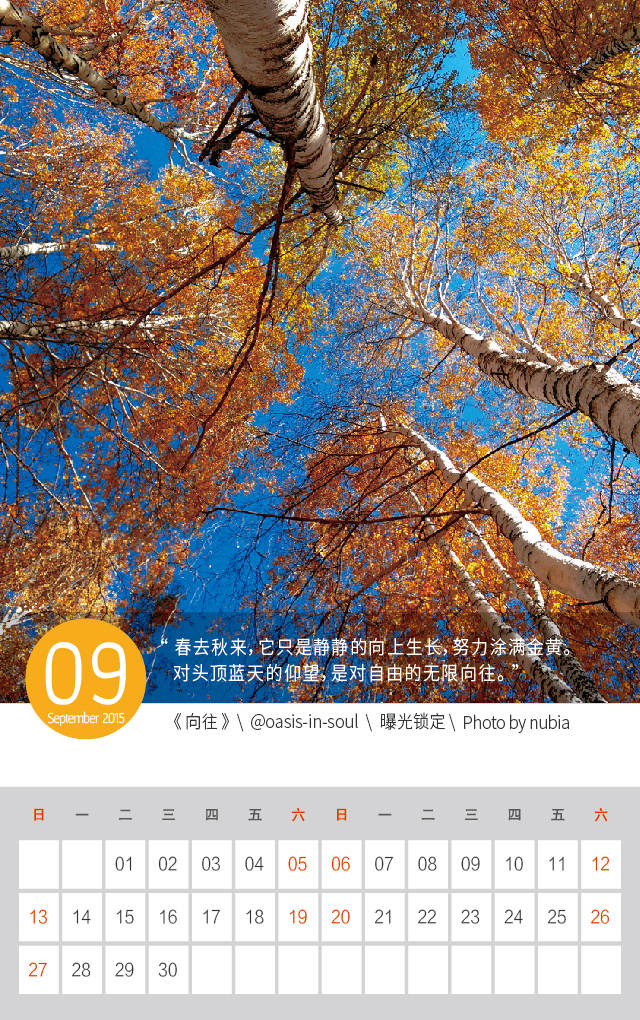 “ 春去秋来，它只是静静的向上生长，努力涂满金黄。
对头顶蓝天的仰望，是对自由的无限向往。”
09
September 2015
《 向往 》\ @oasis-in-soul \ 曝光锁定 \ Photo by nubia
日 一 二 三 四 五 六 日 一 二 三 四 五 六
01 02 03 04 05 06 07 08 09 10 11 12
13 14 15 16 17 18 19 20 21 22 23 24 25 26
27 28 29 30